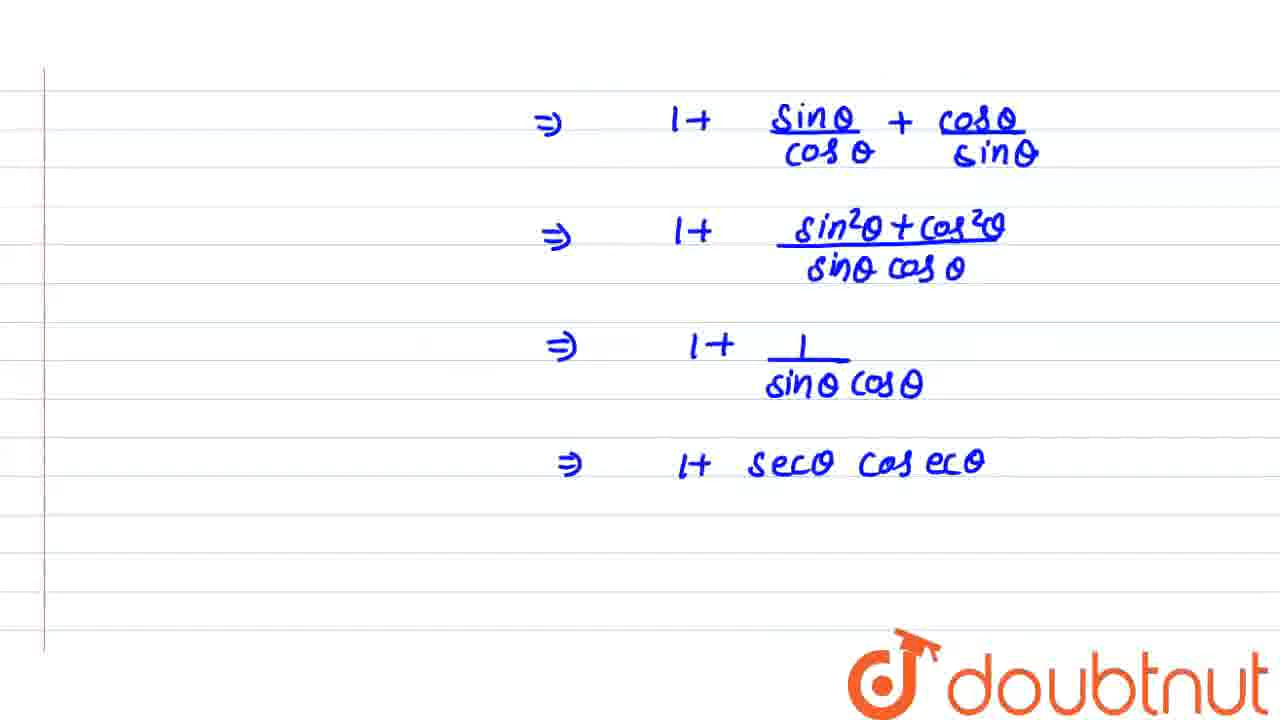 ⇒ 1+ sinθ/cosθ + cosθ/sinθ
⇒ 1+ sin²θ+cos²θ/sinθ cosθ
⇒ 1+ 1/sinθ cosθ
⇒ 1+ secθ cosecθ
doubtnut